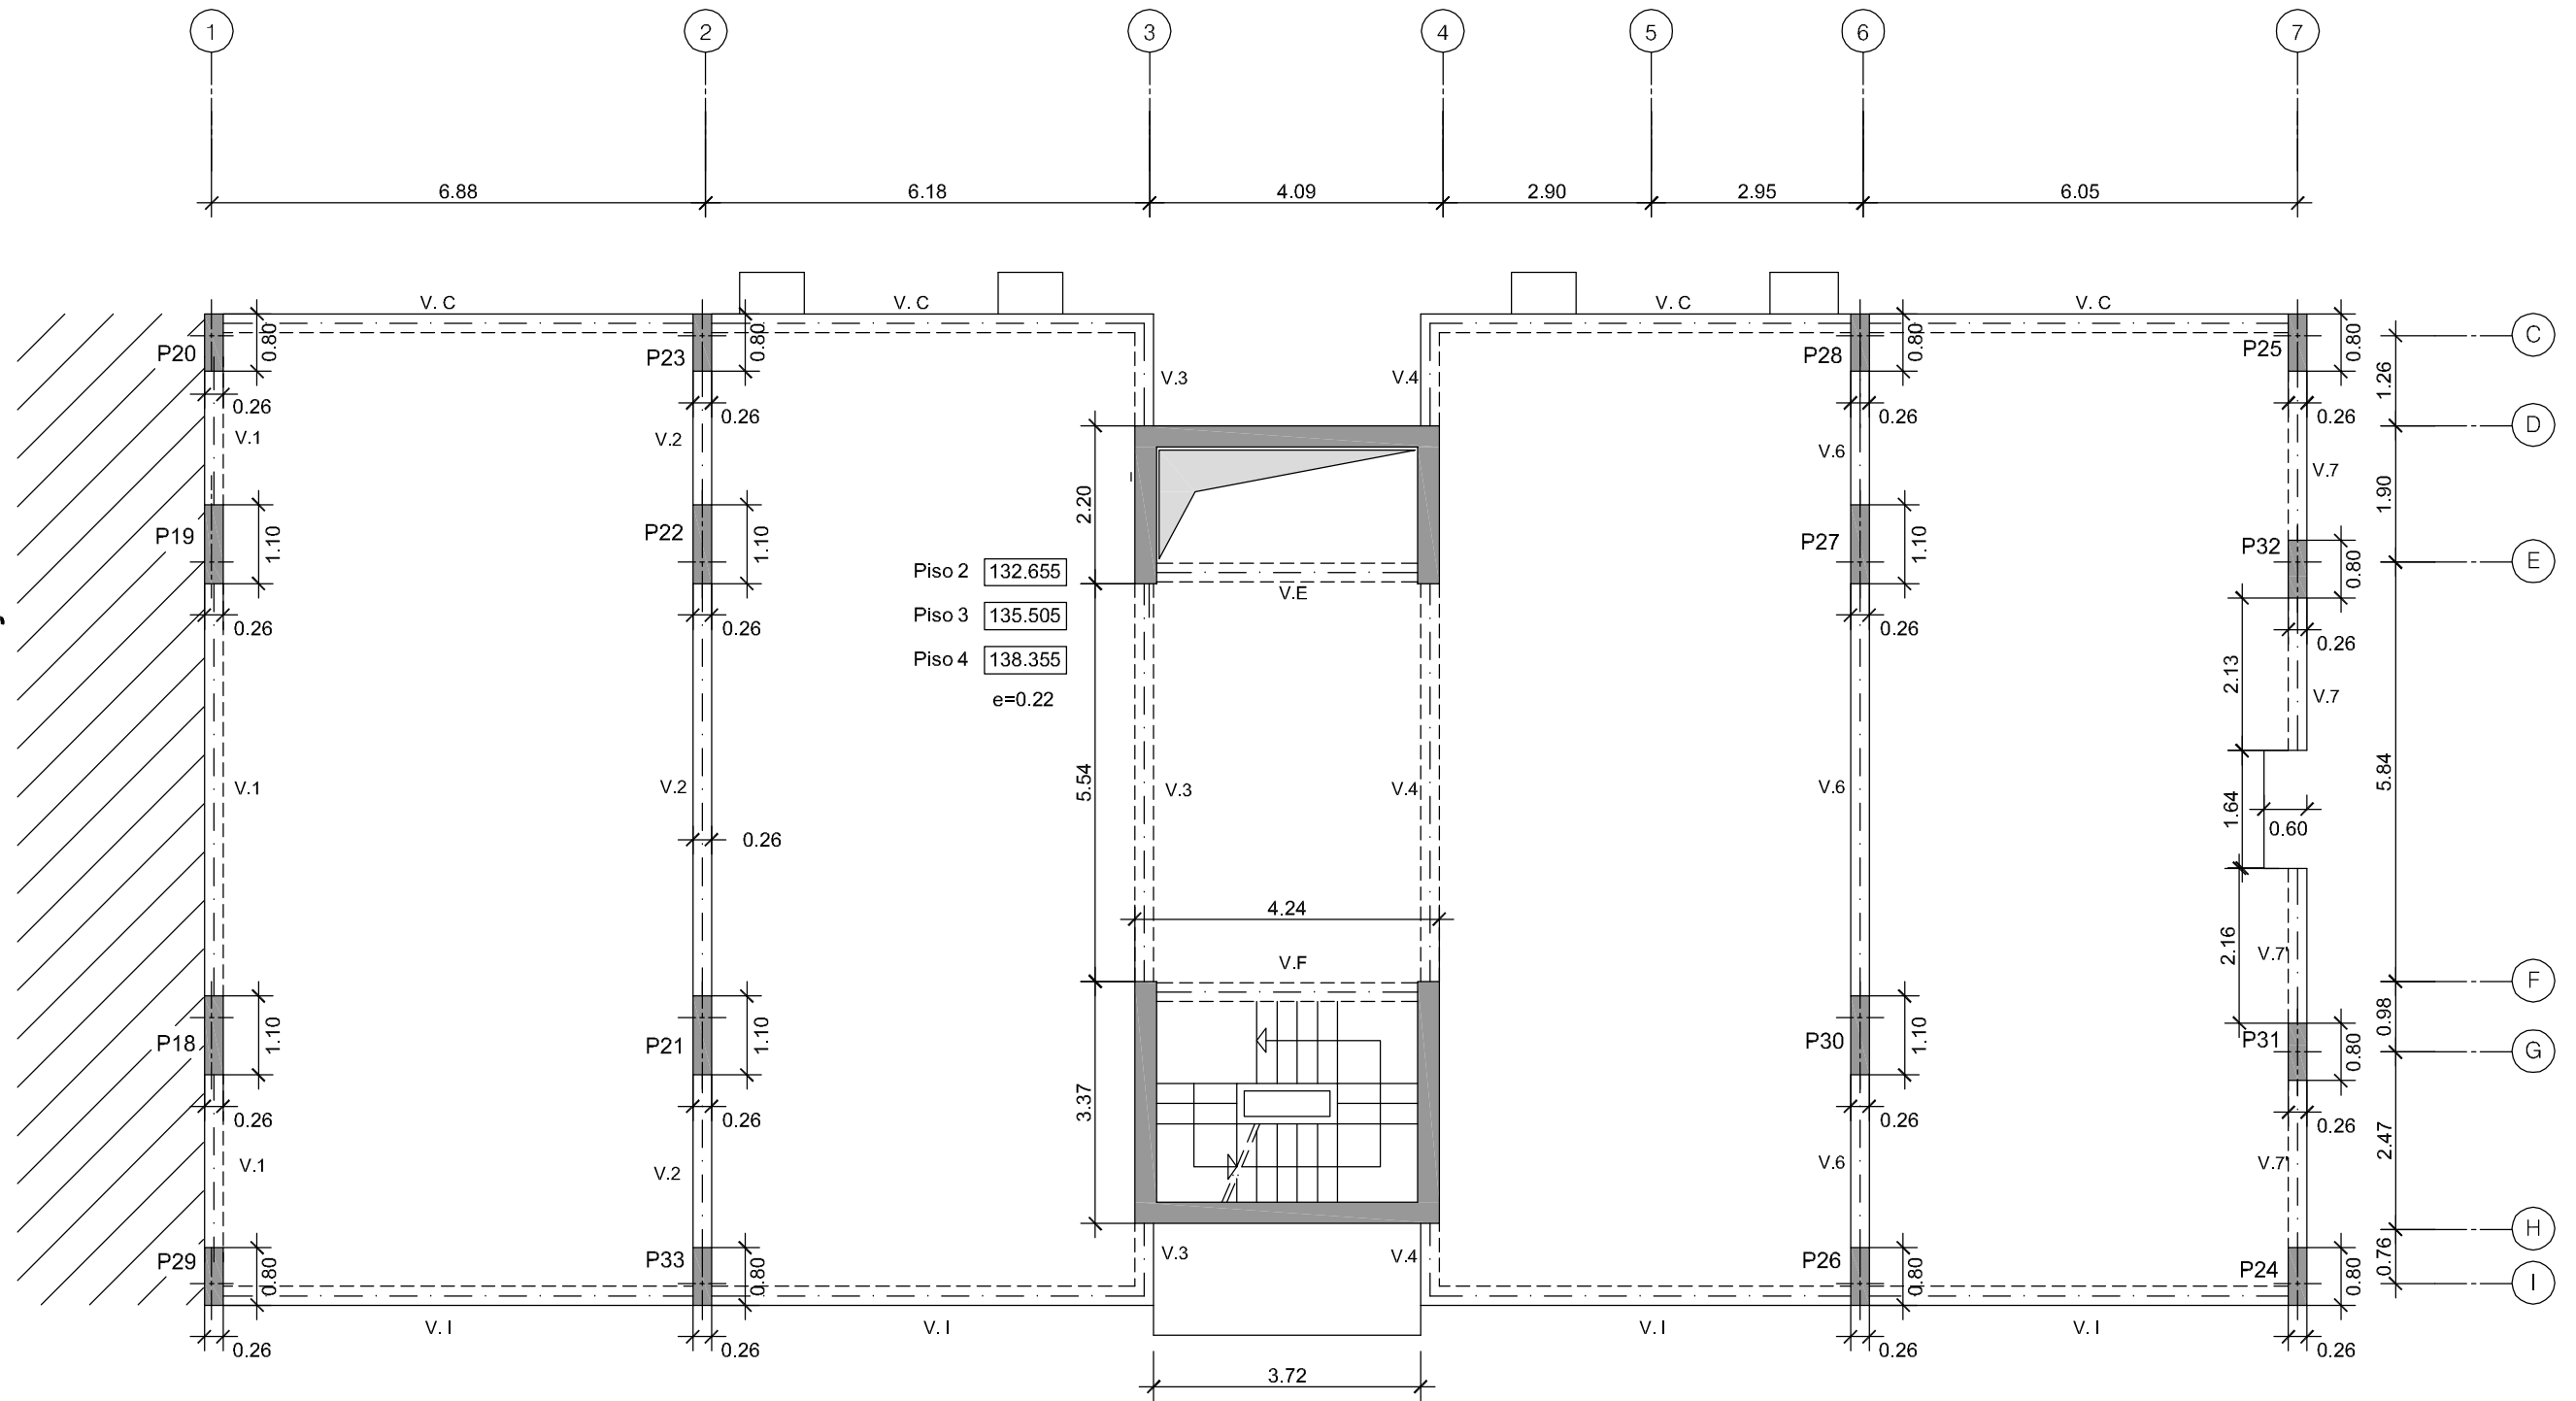 1 2 3 4 5 6 7
6.88 6.18 4.09 2.90 2.95 6.05
V. C V. C V. C V. C
C
P20 0.80 P23 0.80 P28 0.80 P25 0.80
V.3 V.4 1.26
0.26 0.26 0.26 0.26
D
V.1 V.2 V.6 V.7
2.20 1.90
P19 1.10 P22 1.10 P27 1.10 P32 0.80
E
Piso 2 132.655
V.E
Piso 3 135.505
0.26 0.26 0.26 0.26
Piso 4 138.355
2.13
e=0.22 V.7
V.1 V.2 5.54 V.3 V.4 V.6 5.84
1.64
0.26 0.60
4.24
2.16
V.F V.7'
F
0.98
P18 1.10 P21 1.10 P30 1.10 P31 0.80
G
3.37
0.26 0.26 0.26 0.26
2.47
V.1 V.2 V.6 V.7'
H
V.3 V.4
P29 0.80 P33 0.80 P26 0.80 P24 0.80
0.76
I
V. I V. I V. I V. I
0.26 0.26 0.26 0.26
3.72